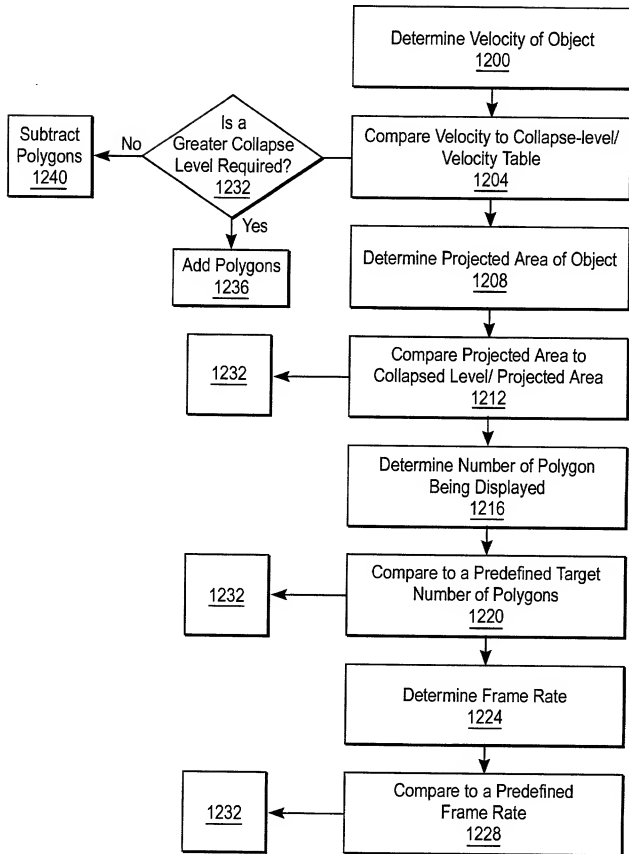 Determine Velocity of Object
1200
Compare Velocity to Collapse-level/
Velocity Table
1204
Is a
Greater Collapse
Level Required?
1232
No
Subtract
Polygons
1240
Yes
Add Polygons
1236
Determine Projected Area of Object
1208
Compare Projected Area to
Collapsed Level/ Projected Area
1212
1232
Determine Number of Polygon
Being Displayed
1216
Compare to a Predefined Target
Number of Polygons
1220
1232
Determine Frame Rate
1224
Compare to a Predefined
Frame Rate
1228
1232